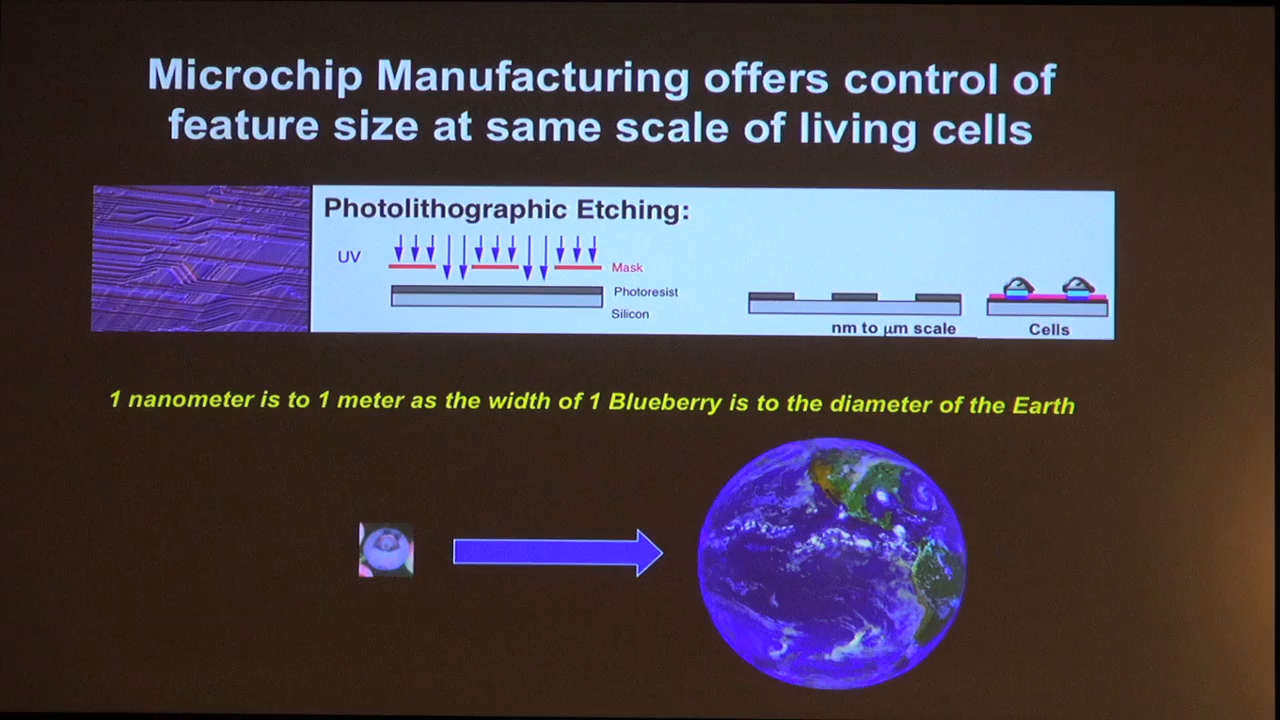 Microchip Manufacturing offers control of
feature size at same scale of living cells
Photolithographic Etching:
UV
Mask
Photoresist
Silicon
nm to µm scale
Cells
1 nanometer is to 1 meter as the width of 1 Blueberry is to the diameter of the Earth